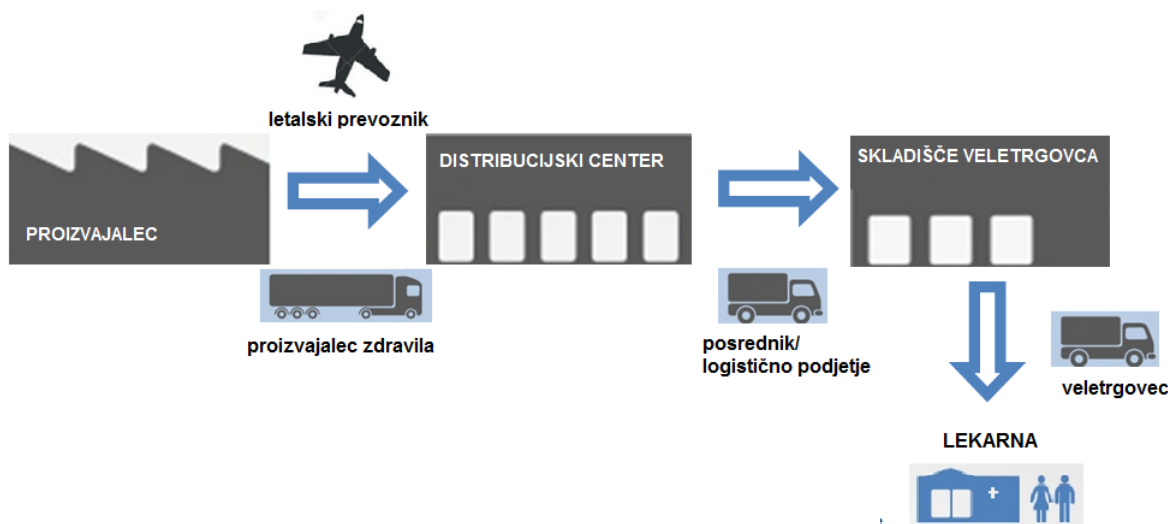 letalski prevoznik
PROIZVAJALEC
DISTRIBUCIJSKI CENTER
SKLADIŠČE VELETRGOVCA
proizvajalec zdravila
posrednik/
logistično podjetje
veletrgovec
LEKARNA